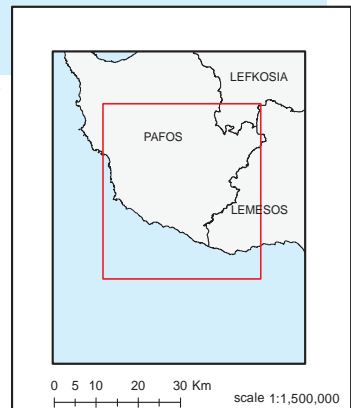 LEFKOSIA
PAFOS
LEMESOS
0 5 10 20 30 Km
scale 1:1,500,000